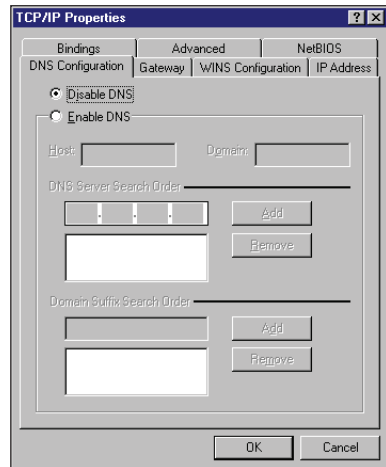 TCP/IP Properties
Bindings Advanced NetBIOS
DNS Configuration Gateway WINS Configuration IP Address
Disable DNS
Enable DNS
Host: Domain:
DNS Server Search Order
. . . Add
Remove
Domain Suffix Search Order
Add
Remove
OK Cancel